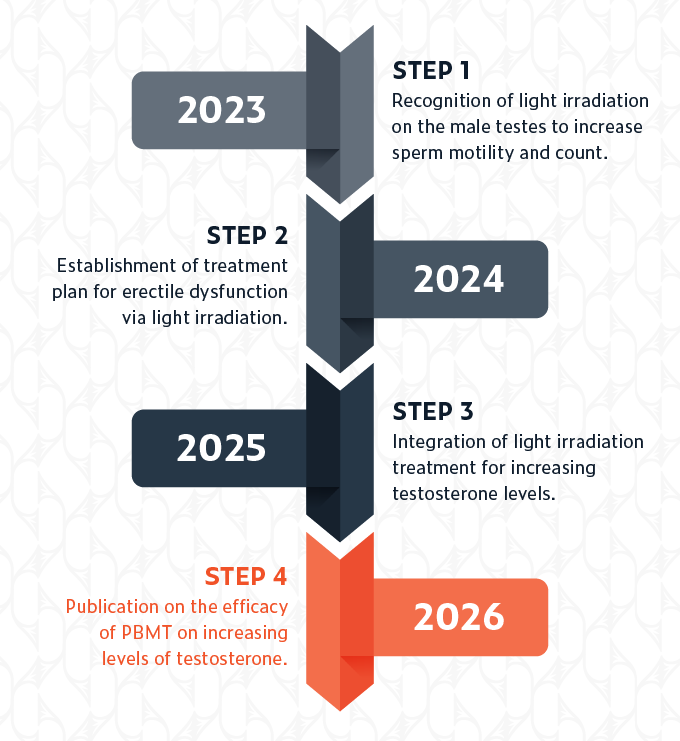 2023
STEP 1
Recognition of light irradiation
on the male testes to increase
sperm motility and count.
STEP 2
Establishment of treatment
plan for erectile dysfunction
via light irradiation.
2024
2025
STEP 3
Integration of light irradiation
treatment for increasing
testosterone levels.
STEP 4
Publication on the efficacy
of PBMT on increasing
levels of testosterone.
2026